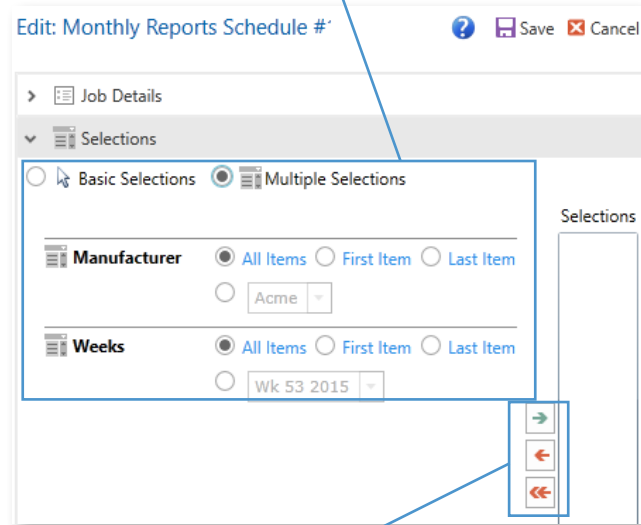 Edit: Monthly Reports Schedule #
? Save Cancel
Job Details
Selections
Basic Selections Multiple Selections
Selections
Manufacturer All Items First Item Last Item
Acme
Weeks All Items First Item Last Item
Wk 53 2015